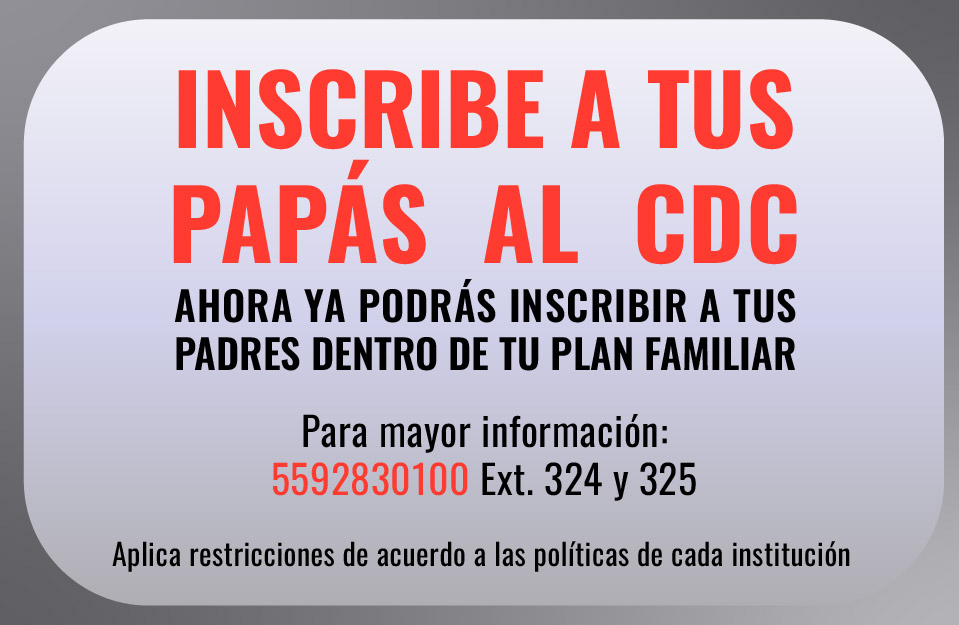 INSCRIBE A TUS
PAPÁS AL CDC
AHORA YA PODRÁS INSCRIBIR A TUS
PADRES DENTRO DE TU PLAN FAMILIAR
Para mayor información:
5592830100 Ext. 324 y 325
Aplica restricciones de acuerdo a las políticas de cada institución